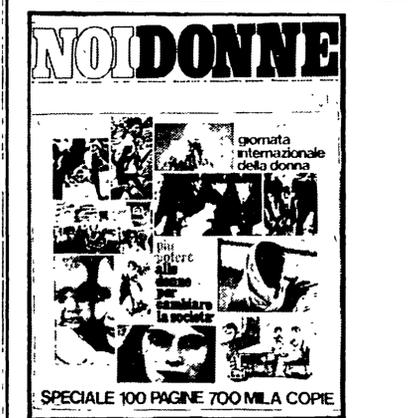 NOIDONNE
giornata
internazionale
della donna
più
potere
alle
donne
per
cambiare
la società
SPECIALE 100 PAGINE 700 MILA COPIE